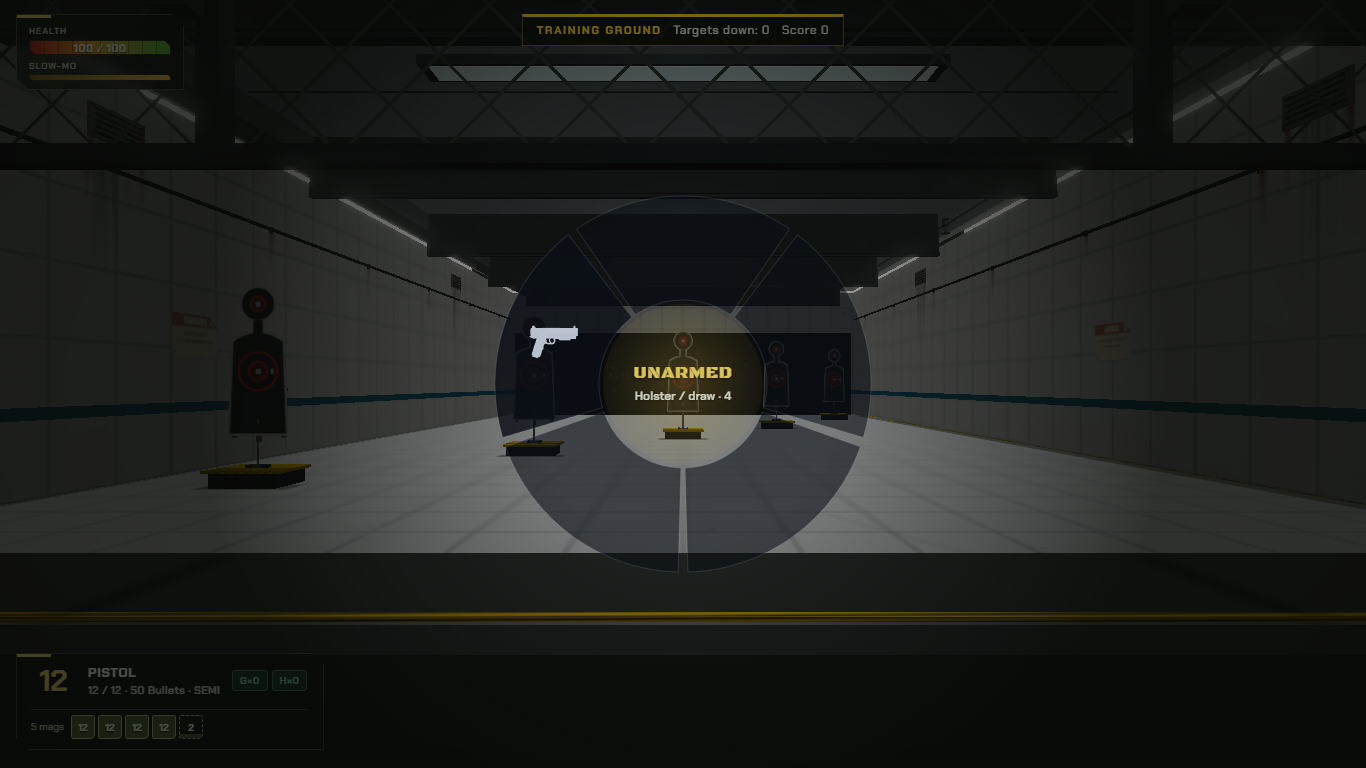 HEALTH
100 / 100
SLOW-MO
TRAINING GROUND Targets down: 0 Score 0
UNARMED
Holster / draw · 4
12 PISTOL
12 / 12 · 50 Bullets · SEMI
G×0 H×0
5 mags 12 12 12 12 2